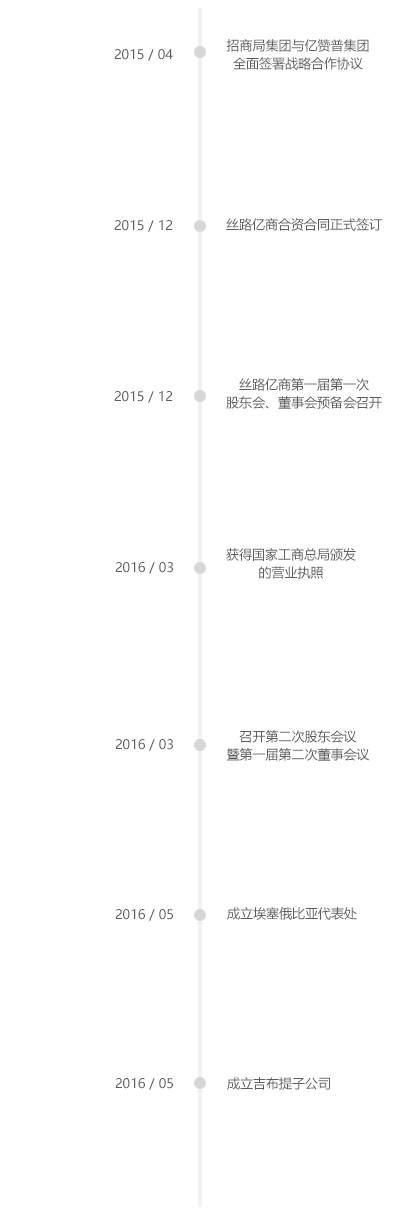 2015 / 04
招商局集团与亿赞普集团
全面签署战略合作协议
2015 / 12
丝路亿商合资合同正式签订
2015 / 12
丝路亿商第一届第一次
股东会、董事会预备会召开
2016 / 03
获得国家工商总局颁发
的营业执照
2016 / 03
召开第二次股东会议
暨第一届第二次董事会议
2016 / 05
成立埃塞俄比亚代表处
2016 / 05
成立吉布提子公司